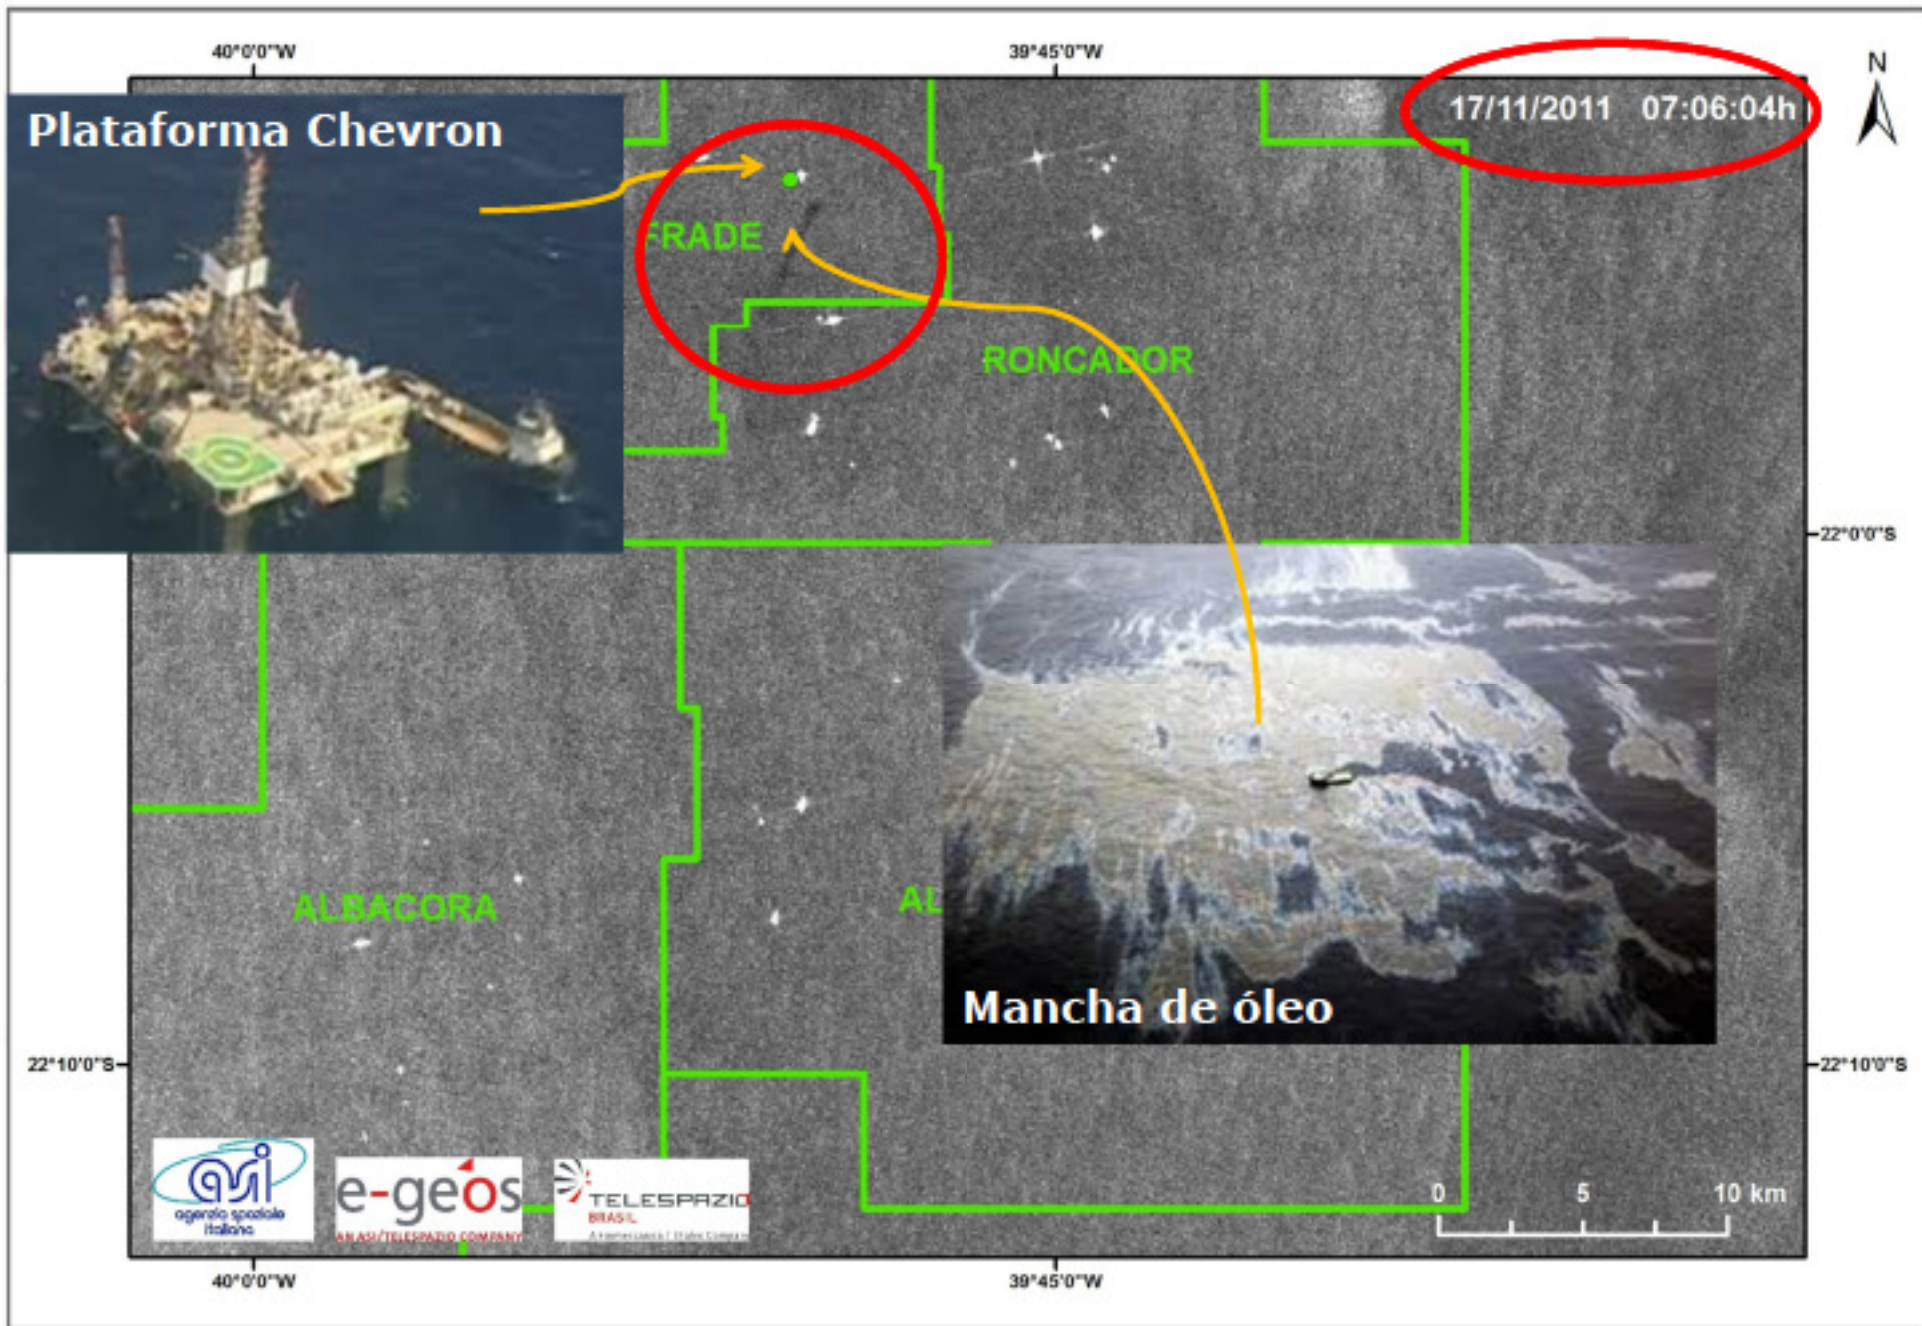 40°0'0"W
39°45'0"W
N
17/11/2011 07:06:04h
Plataforma Chevron
FRADE
RONCADOR
22°0'0"S
ALBACORA
AL
Mancha de óleo
22°10'0"S
22°10'0"S
asi
agenzia spaziale
italiana
e-geos
AN ASI/TELESPAZIO COMPANY
TELESPAZIO
BRASIL
0 5 10 km
40°0'0"W
39°45'0"W